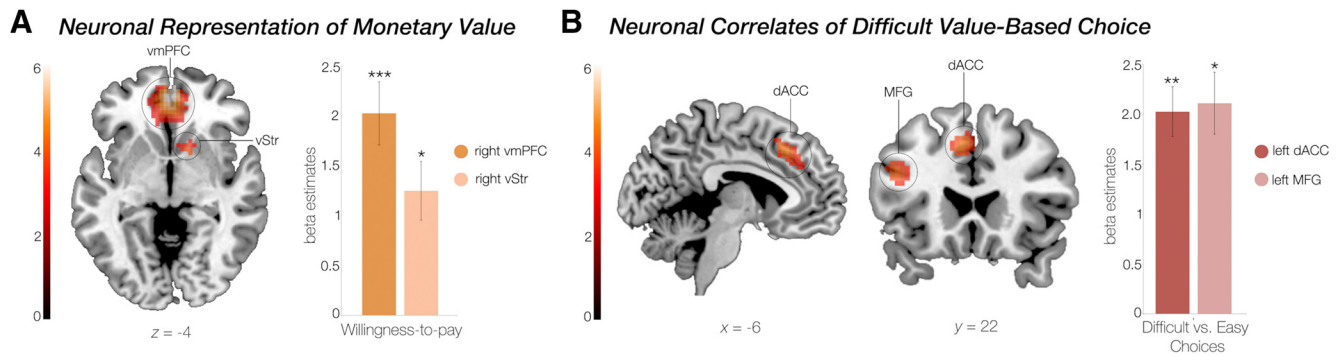 A Neuronal Representation of Monetary Value
vmPFC
vStr
6
4
2
0
z = -4
beta estimates
2.5
2
1.5
1
0.5
0
***
*
right vmPFC
right vStr
Willingness-to-pay
B Neuronal Correlates of Difficult Value-Based Choice
6
4
2
0
dACC
x = -6
dACC
MFG
y = 22
beta estimates
2.5
2.0
1.5
1
0.5
0
**
*
left dACC
left MFG
Difficult vs. Easy
Choices